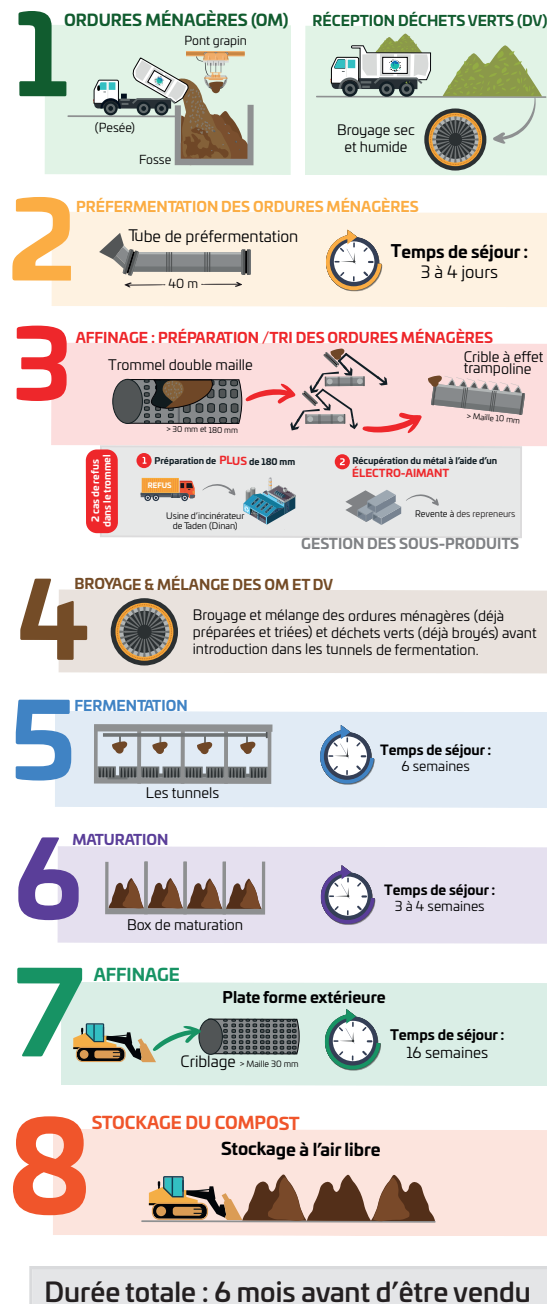 1
ORDURES MÉNAGÈRES (OM)
Pont grapin
(Pesée)
Fosse
RÉCEPTION DÉCHETS VERTS (DV)
Broyage sec
et humide
2
PRÉFERMENTATION DES ORDURES MÉNAGÈRES
Tube de préfermentation
40 m
Temps de séjour :
3 à 4 jours
3
AFFINAGE : PRÉPARATION /TRI DES ORDURES MÉNAGÈRES
Trommel double maille
> 30 mm et 180 mm
Crible à effet
trampoline
> Maille 10 mm
2 cas de refus
dans le trommel
1 Préparation de PLUS de 180 mm
REFUS
Usine d'incinérateur
de Taden (Dinan)
2 Récupération du métal à l'aide d'un
ÉLECTRO-AIMANT
Revente à des repreneurs
GESTION DES SOUS-PRODUITS
4
BROYAGE & MÉLANGE DES OM ET DV
Broyage et mélange des ordures ménagères (déjà
préparées et triées) et déchets verts (déjà broyés) avant
introduction dans les tunnels de fermentation.
5
FERMENTATION
Les tunnels
Temps de séjour :
6 semaines
6
MATURATION
Box de maturation
Temps de séjour :
3 à 4 semaines
7
AFFINAGE
Plate forme extérieure
Criblage > Maille 30 mm
Temps de séjour :
16 semaines
8
STOCKAGE DU COMPOST
Stockage à l'air libre
Durée totale : 6 mois avant d'être vendu